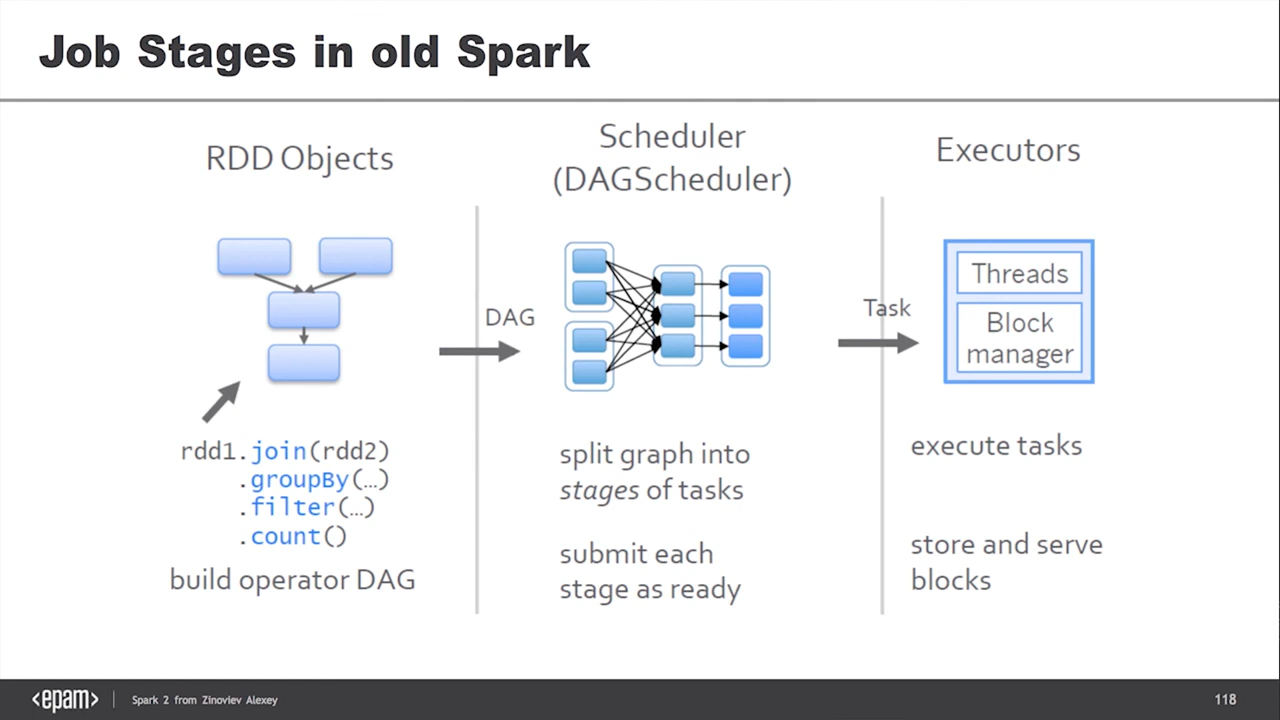 Job Stages in old Spark
RDD Objects
rdd1.join(rdd2)
.groupBy(…)
.filter(…)
.count()
build operator DAG
DAG
Scheduler
(DAGScheduler)
split graph into
stages of tasks
submit each
stage as ready
Task
Executors
Threads
Block
manager
execute tasks
store and serve
blocks
<epam>
Spark 2 from Zinoviev Alexey
118